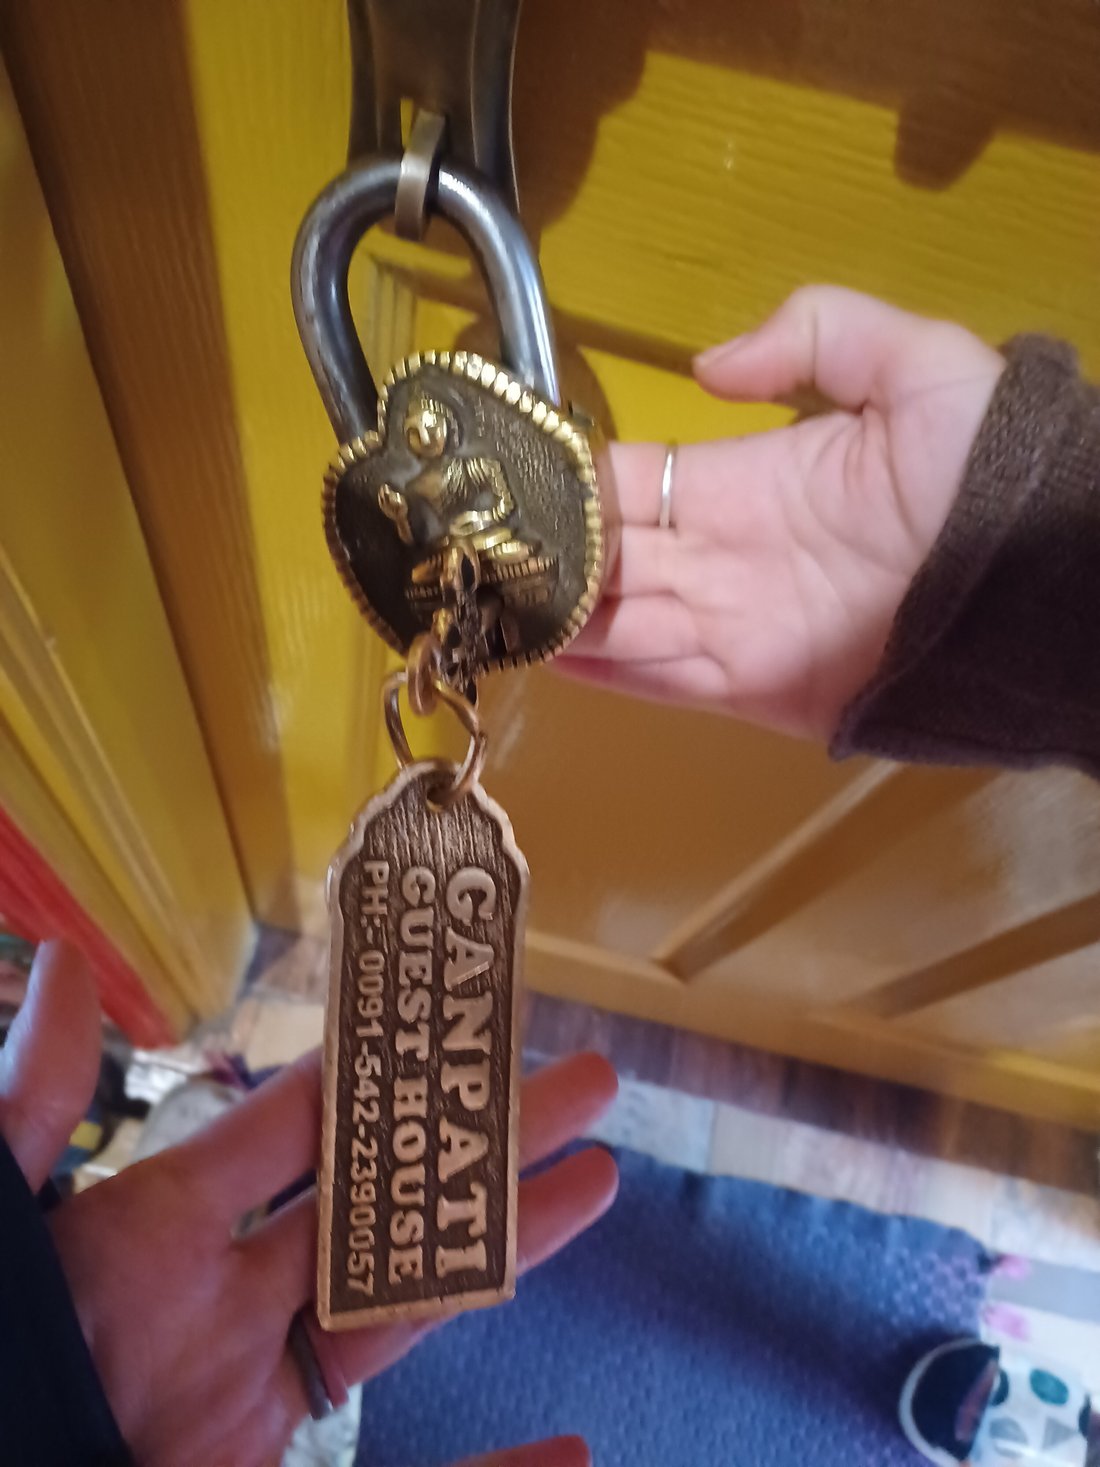 GANPATI
GUEST HOUSE
PH:- 0091-542-2390057